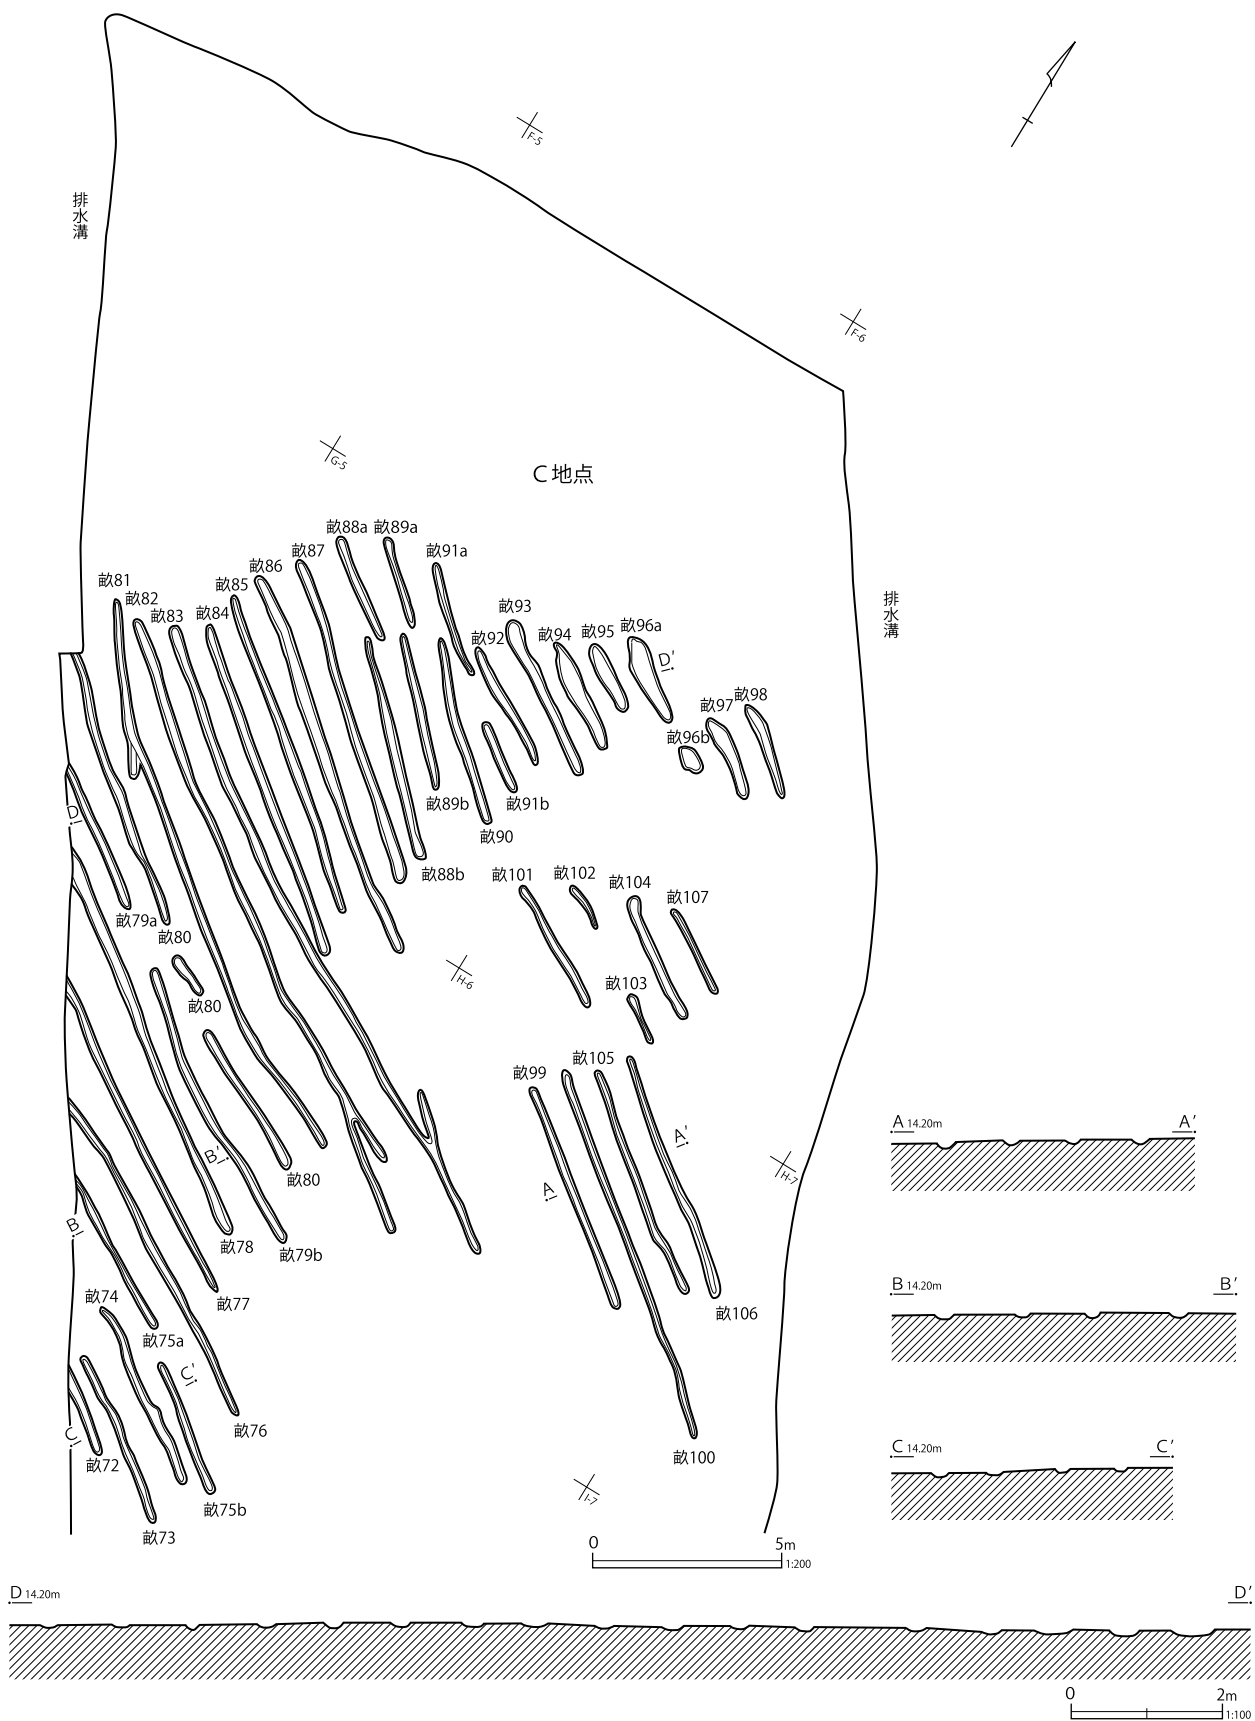 F-5
排水溝
F-6
G-5
C地点
畝88a
畝89a
畝87
畝91a
畝86
畝81
畝85
畝82
畝83
畝84
排水溝
畝93
畝92
畝94
畝95
畝96a
D′
畝98
畝97
畝96b
D
畝89b
畝91b
畝90
畝88b
畝101
畝102
畝104
畝107
畝79a
畝80
H-6
畝103
畝80
畝105
畝99
A 14.20m
A′
A′
B′
H-7
畝80
A
B
畝78
畝79b
B 14.20m
B′
畝74
畝77
畝106
畝75a
C′
畝76
C
C 14.20m
C′
畝72
畝100
I-7
畝75b
畝73
0
5m
1:200
D 14.20m
D′
0
2m
1:100